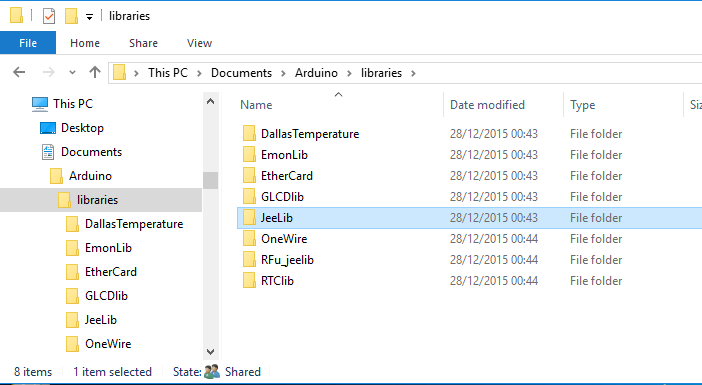 libraries
File Home Share View
This PC Documents Arduino libraries
This PC
Desktop
Documents
Arduino
libraries
DallasTemperature
EmonLib
EtherCard
GLCDlib
JeeLib
OneWire
Name Date modified Type Siz
DallasTemperature 28/12/2015 00:43 File folder
EmonLib 28/12/2015 00:43 File folder
EtherCard 28/12/2015 00:43 File folder
GLCDlib 28/12/2015 00:43 File folder
JeeLib 28/12/2015 00:43 File folder
OneWire 28/12/2015 00:44 File folder
RFu_jeelib 28/12/2015 00:44 File folder
RTClib 28/12/2015 00:44 File folder
8 items 1 item selected State: Shared